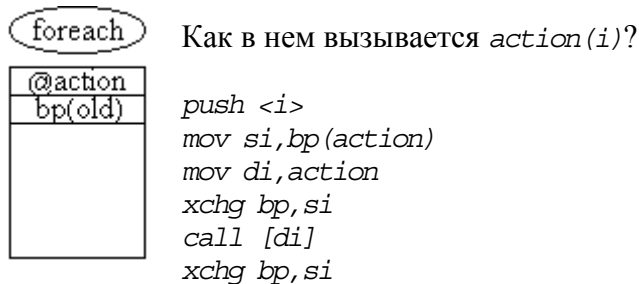 foreach
Как в нем вызывается action(i)?
@action
bp(old)
push <i>
mov si,bp(action)
mov di,action
xchg bp,si
call [di]
xchg bp,si